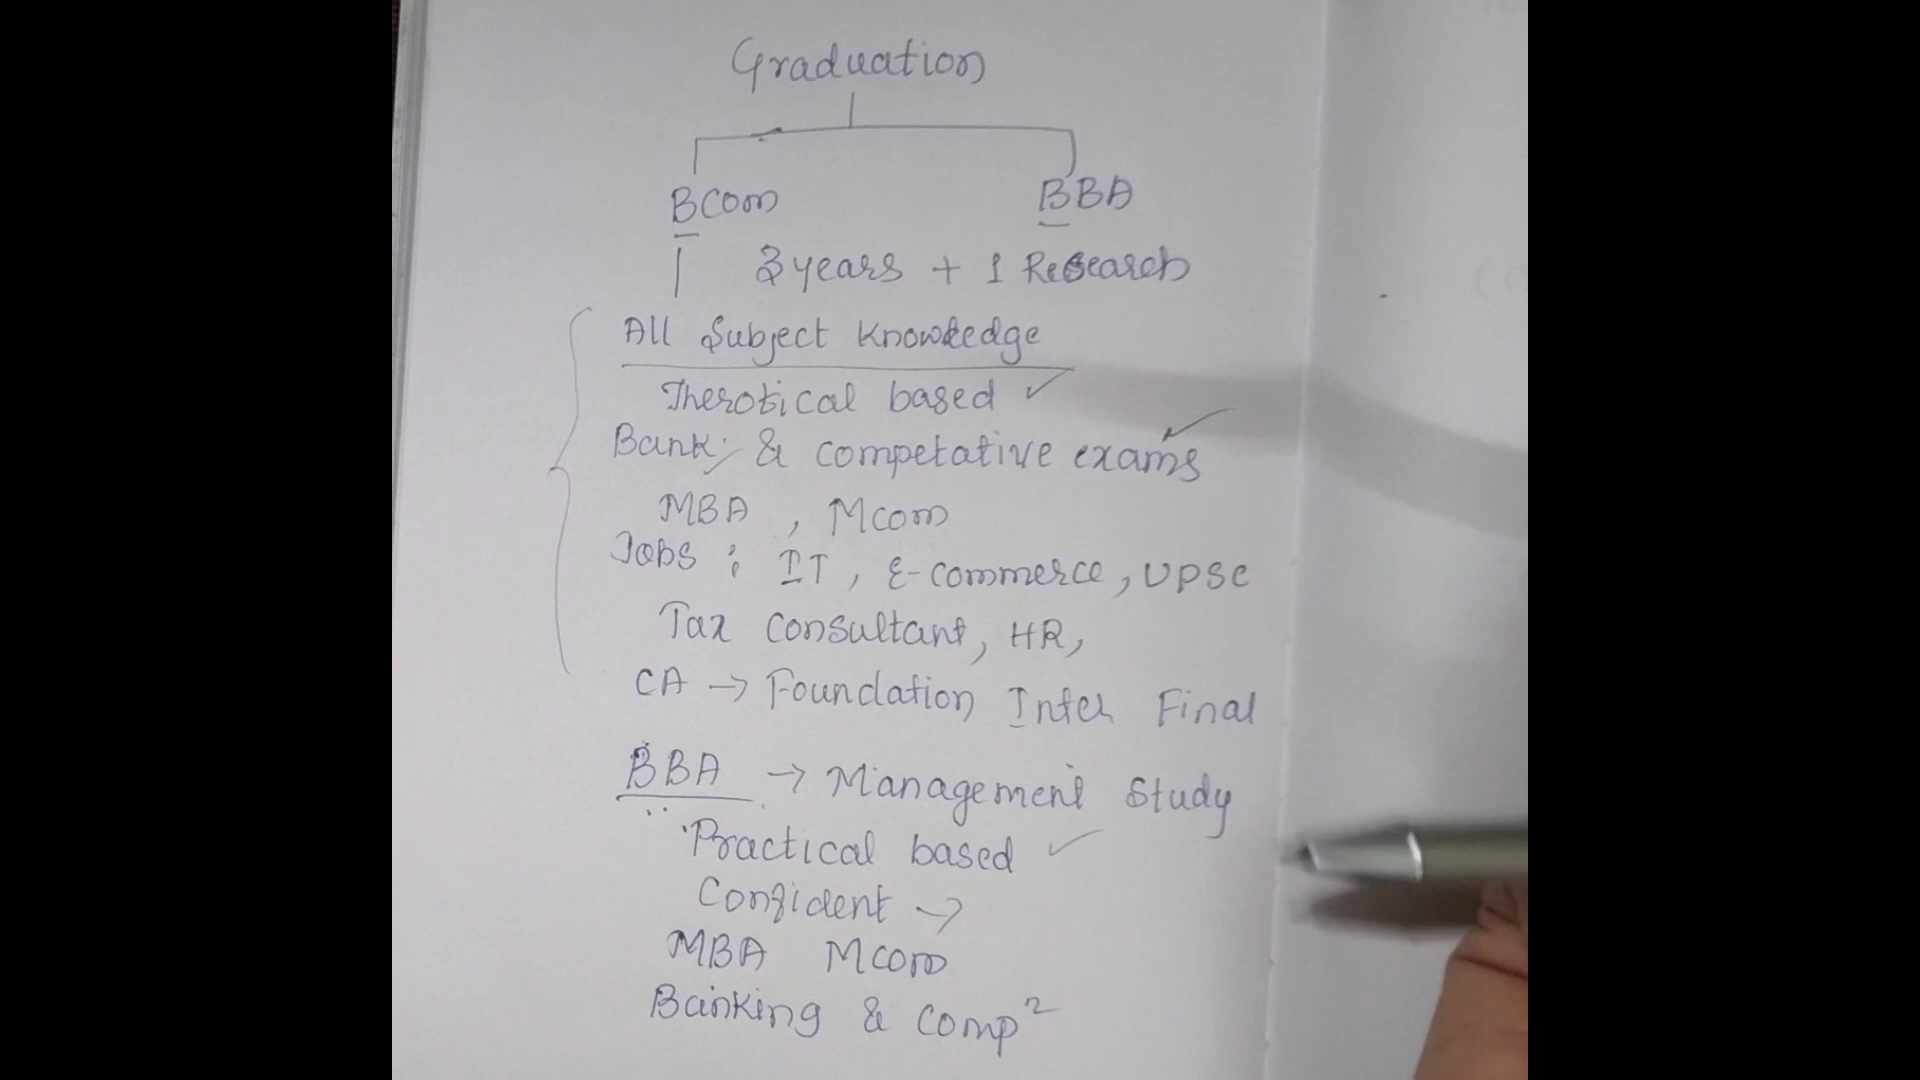 Graduation
BCom BBA
3 years + 1 Research
All Subject Knowledge
Therotical based ✓
Bank & competative exams
MBA, Mcom
Jobs : IT, E-commerce, UPSC
Tax Consultant, HR,
CA → Foundation Inter Final
BBA → Management Study
Practical based ✓
Confident →
MBA Mcom
Banking & comp²